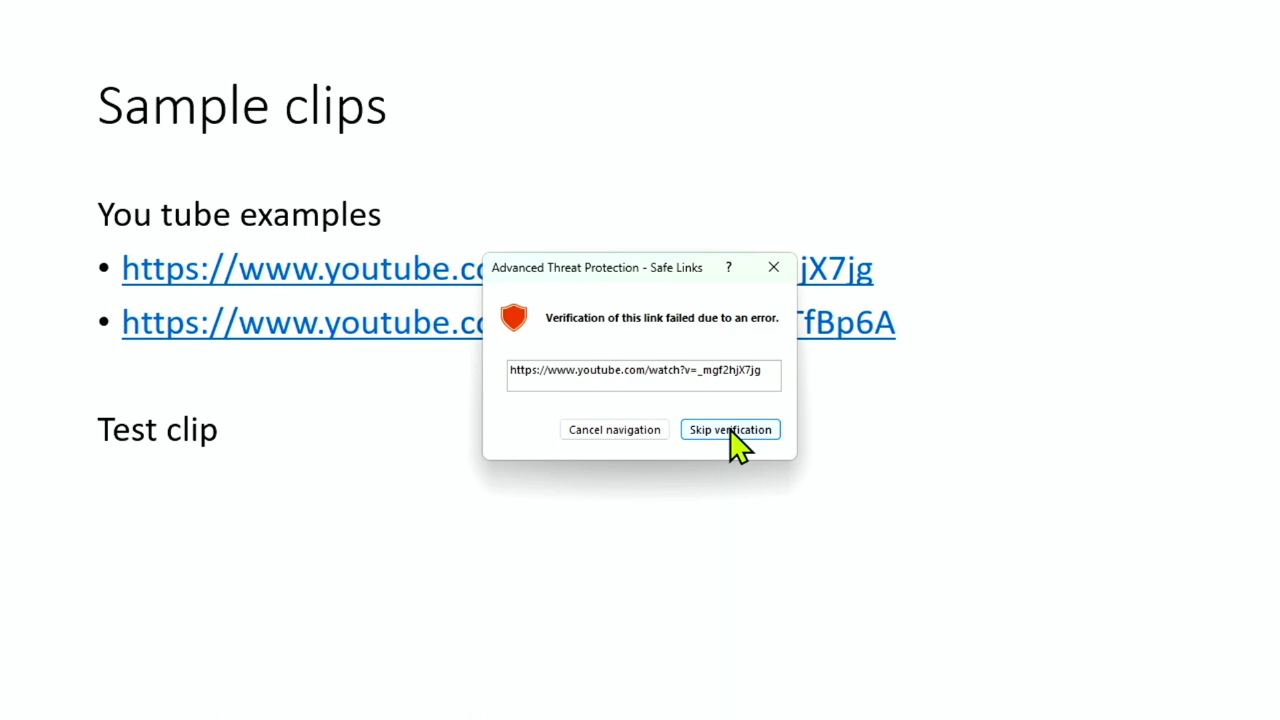 Sample clips
You tube examples
• https://www.youtube.co
jX7jg
• https://www.youtube.co
fBp6A
Advanced Threat Protection - Safe Links ?
Verification of this link failed due to an error.
https://www.youtube.com/watch?v=_mgf2hjX7jg
Cancel navigation
Skip verification
Test clip